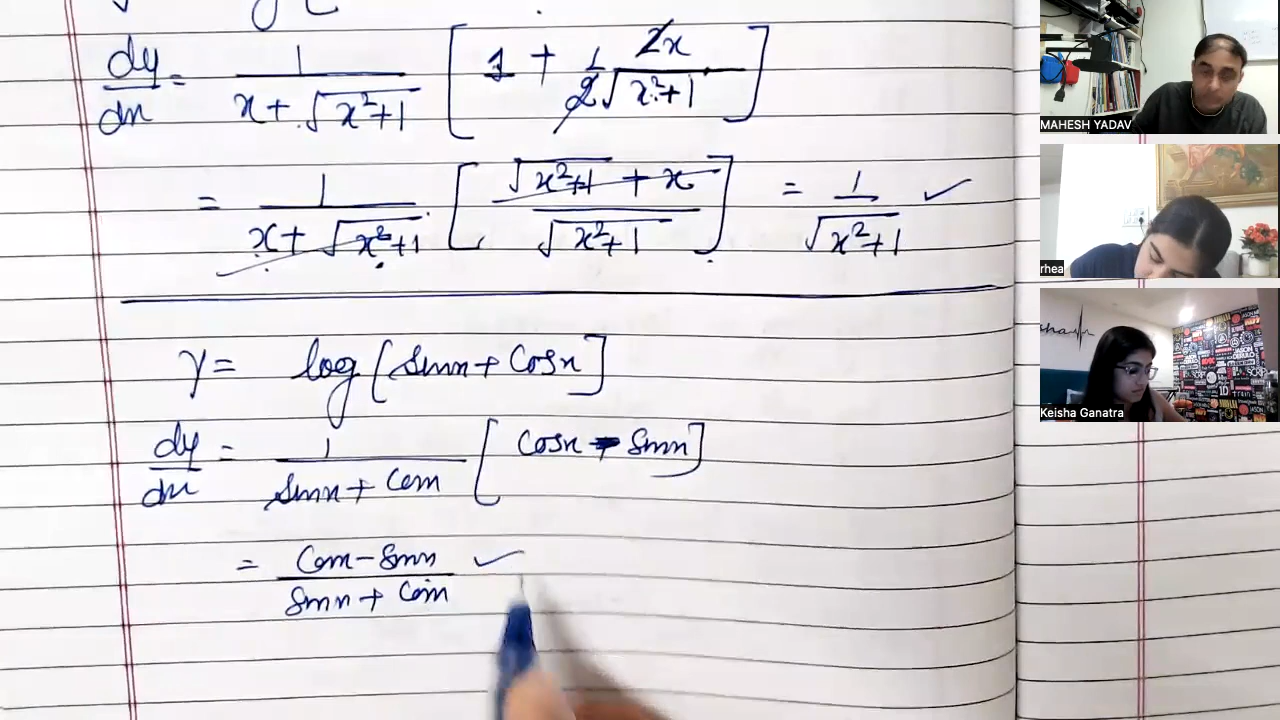 dy/dx = 1/(x + √(x²+1)) [ 1 + 1/(2√(x²+1)) 2x ]
= 1/(x + √(x²+1)) [ (√(x²+1) + x)/√(x²+1) ] = 1/√(x²+1) ✓
y = log [sinx + cosx]
dy/dx = 1/(sinx + cosx) [ cosx - sinx ]
= (cosx - sinx)/(sinx + cosx) ✓
MAHESH YADAV
rhea
Keisha Ganatra